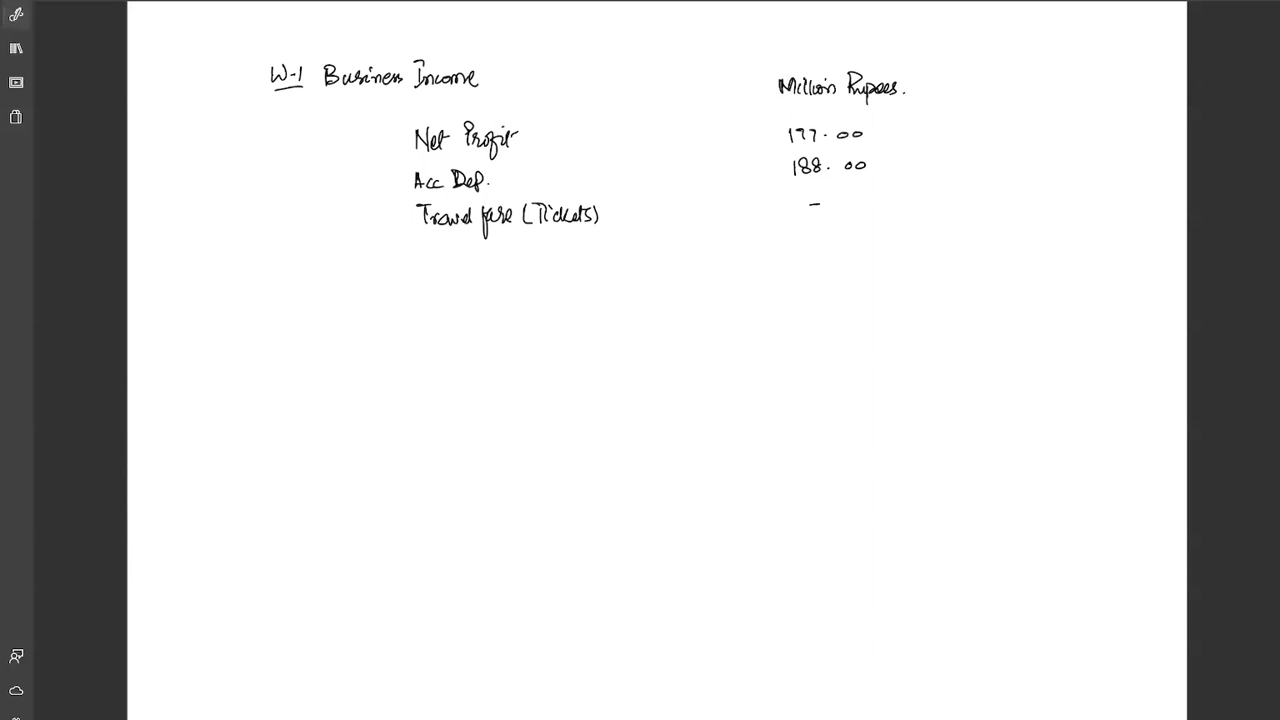 W-1 Business Income
Million Rupees.
Net Profit 177.00
Acc Dep. 188.00
Travel fare (Tickets) -